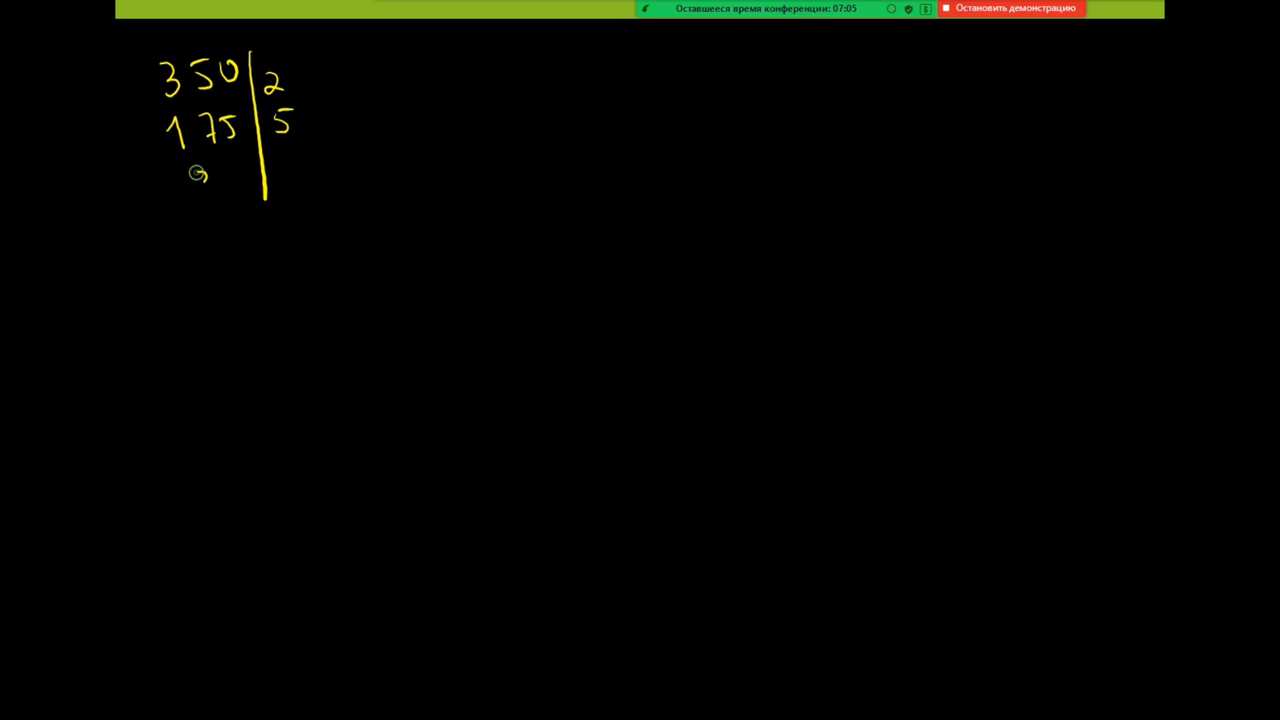 Оставшееся время конференции: 07:05
Остановить демонстрацию
350 | 2
175 | 5